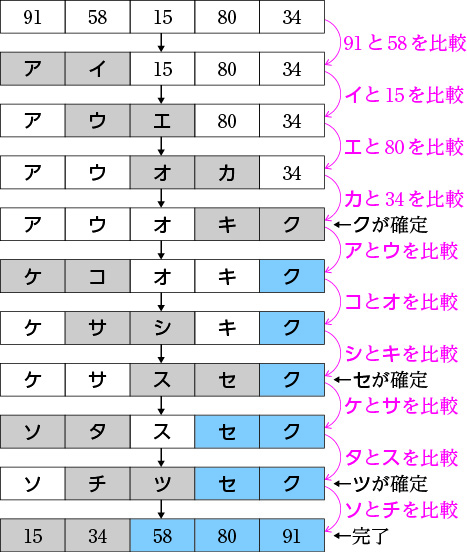 91 58 15 80 34
91と58を比較
ア イ 15 80 34
イと15を比較
ア ウ エ 80 34
エと80を比較
ア ウ オ カ 34
カと34を比較
ア ウ オ キ ク
←クが確定
アとウを比較
ケ コ オ キ ク
コとオを比較
ケ サ シ キ ク
シとキを比較
ケ サ ス セ ク
←セが確定
ケとサを比較
ソ タ ス セ ク
タとスを比較
ソ チ ツ セ ク
←ツが確定
ソとチを比較
15 34 58 80 91
←完了